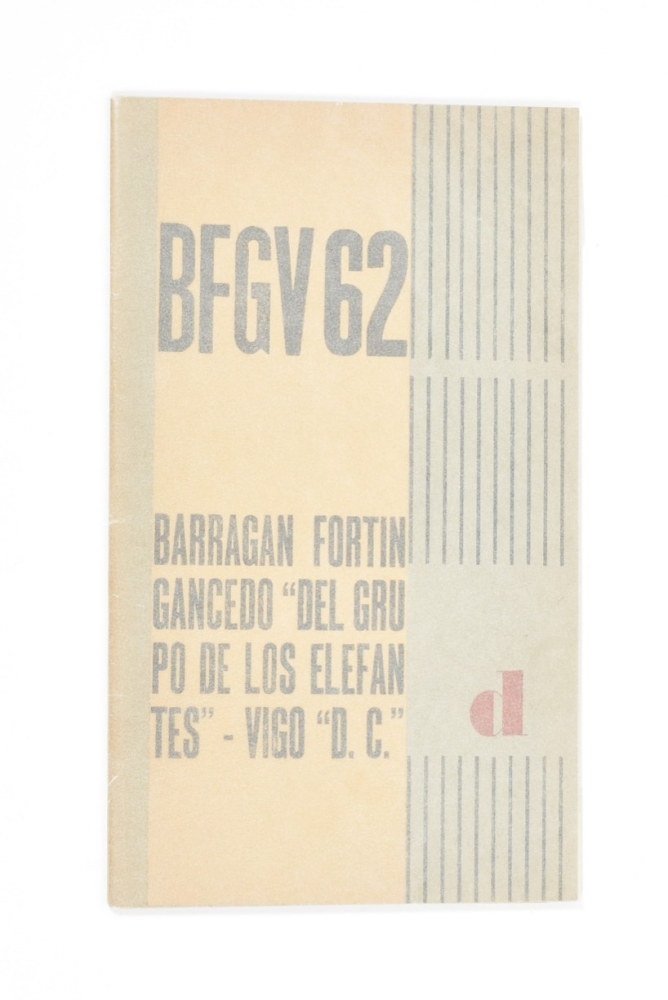 BFGV62
BARRAGAN FORTIN
GANCEDO “DEL GRU
PO DE LOS ELEFAN
TES” - VIGO “D. C.”
d